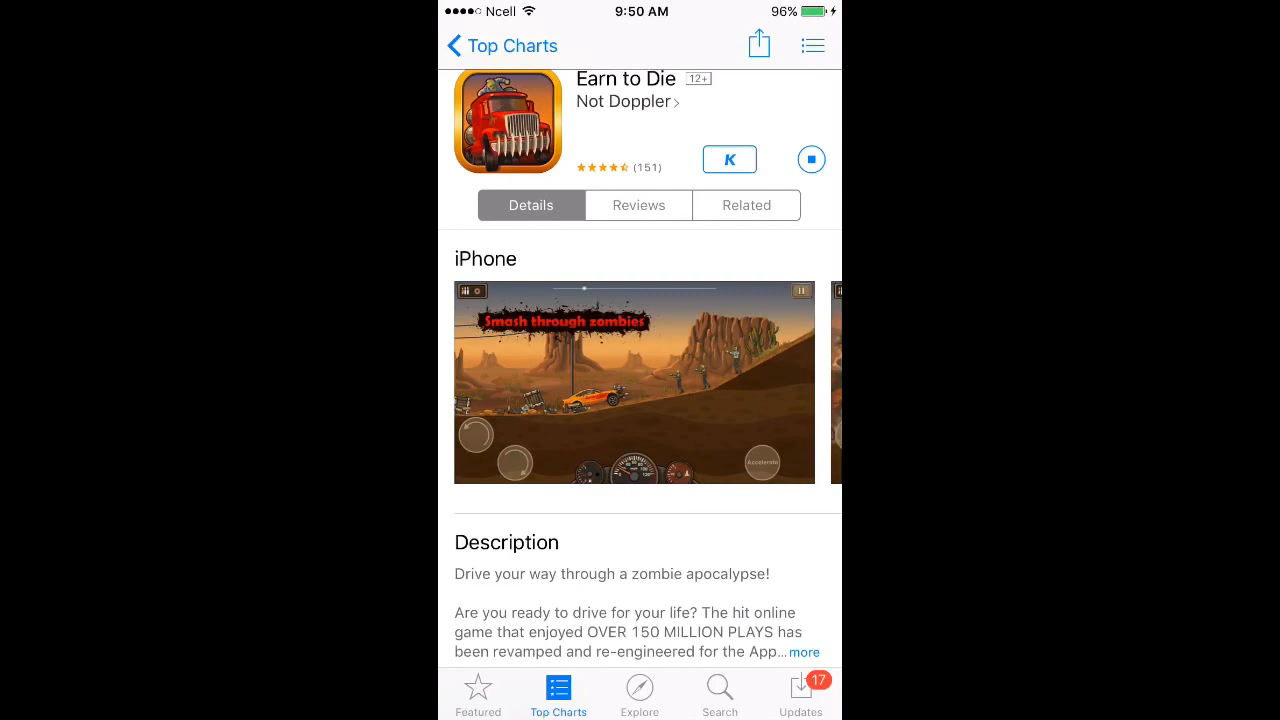 Ncell 9:50 AM 96%
Top Charts
Earn to Die 12+
Not Doppler
(151) K
Details Reviews Related
iPhone
Smash through zombies
Accelerate
Description
Drive your way through a zombie apocalypse!
Are you ready to drive for your life? The hit online
game that enjoyed OVER 150 MILLION PLAYS has
been revamped and re-engineered for the App...more
Featured Top Charts Explore Search Updates 17